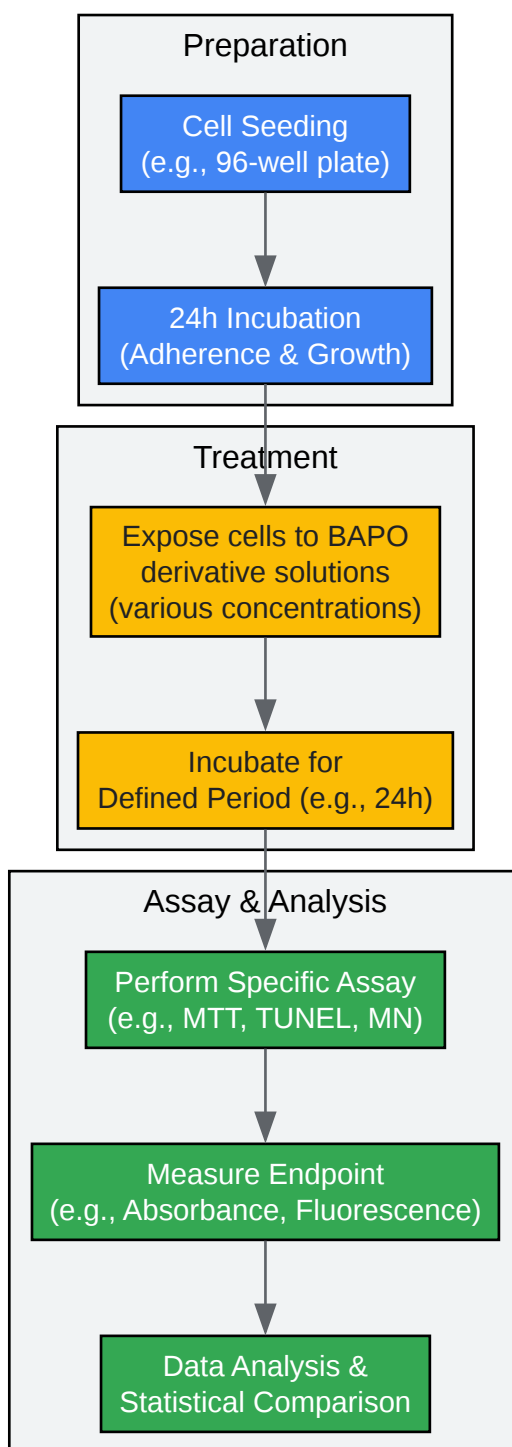 Preparation
Cell Seeding
(e.g., 96-well plate)
24h Incubation
(Adherence & Growth)
Treatment
Expose cells to BAPO
derivative solutions
(various concentrations)
Incubate for
Defined Period (e.g., 24h)
Assay & Analysis
Perform Specific Assay
(e.g., MTT, TUNEL, MN)
Measure Endpoint
(e.g., Absorbance, Fluorescence)
Data Analysis &
Statistical Comparison